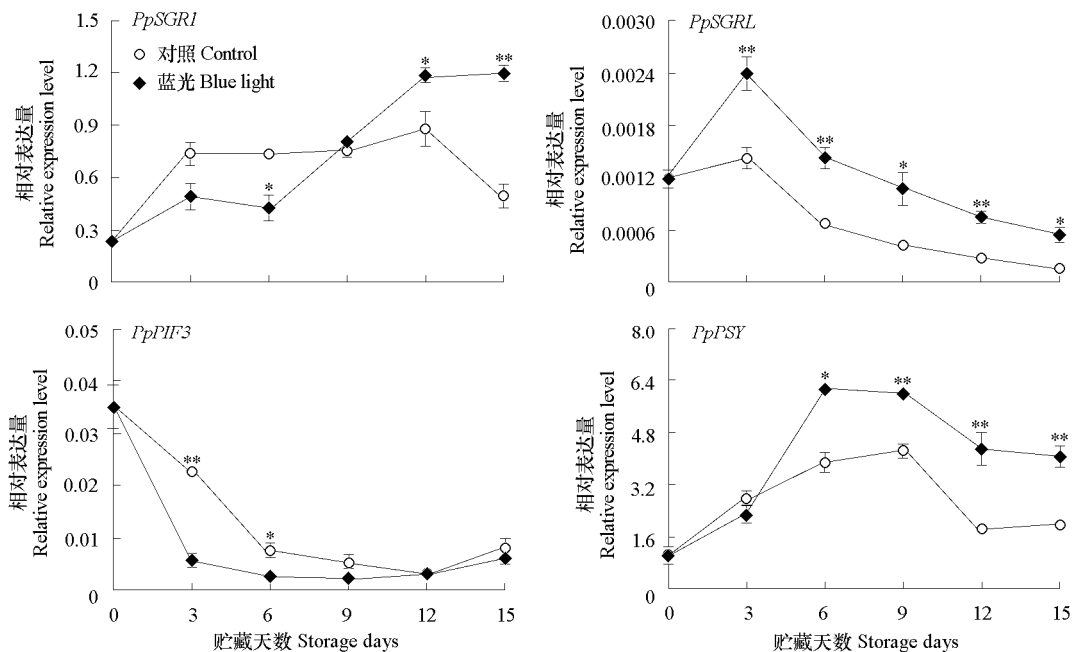 PpSGR1
1.5
1.2
0.9
0.6
0.3
0
对照 Control
蓝光 Blue light
*
**
*
相对表达量
Relative expression level
PpSGRL
0.0030
0.0024
0.0018
0.0012
0.0006
0
**
**
*
**
*
相对表达量
Relative expression level
PpPIF3
0.05
0.04
0.03
0.02
0.01
0
**
*
相对表达量
Relative expression level
0 3 6 9 12 15
贮藏天数 Storage days
PpPSY
8.0
6.4
4.8
3.2
1.6
0
*
**
**
**
相对表达量
Relative expression level
0 3 6 9 12 15
贮藏天数 Storage days